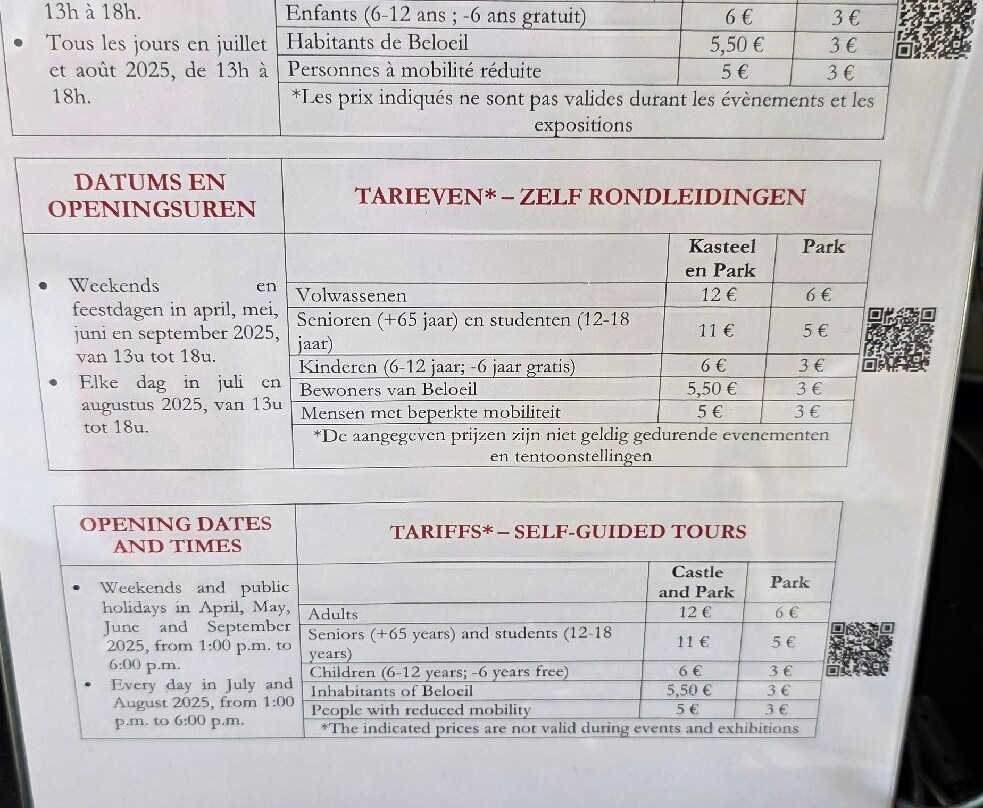 13h à 18h.
• Tous les jours en juillet
et août 2025, de 13h à
18h.
Enfants (6-12 ans ; -6 ans gratuit) 6 € 3 €
Habitants de Beloeil 5,50 € 3 €
Personnes à mobilité réduite 5 € 3 €
*Les prix indiqués ne sont pas valides durant les évènements et les
expositions
DATUMS EN
OPENINGSUREN
TARIEVEN* – ZELF RONDLEIDINGEN
• Weekends en
feestdagen in april, mei,
juni en september 2025,
van 13u tot 18u.
• Elke dag in juli en
augustus 2025, van 13u
tot 18u.
Kasteel Park
en Park
Volwassenen 12 € 6 €
Senioren (+65 jaar) en studenten (12-18 11 € 5 €
jaar)
Kinderen (6-12 jaar; -6 jaar gratis) 6 € 3 €
Bewoners van Beloeil 5,50 € 3 €
Mensen met beperkte mobiliteit 5 € 3 €
*De aangegeven prijzen zijn niet geldig gedurende evenementen
en tentoonstellingen
OPENING DATES
AND TIMES
TARIFFS* – SELF-GUIDED TOURS
• Weekends and public
holidays in April, May,
June and September
2025, from 1:00 p.m. to
6:00 p.m.
• Every day in July and
August 2025, from 1:00
p.m. to 6:00 p.m.
Castle Park
and Park
Adults 12 € 6 €
Seniors (+65 years) and students (12-18 11 € 5 €
years)
Children (6-12 years; -6 years free) 6 € 3 €
Inhabitants of Beloeil 5,50 € 3 €
People with reduced mobility 5 € 3 €
*The indicated prices are not valid during events and exhibitions